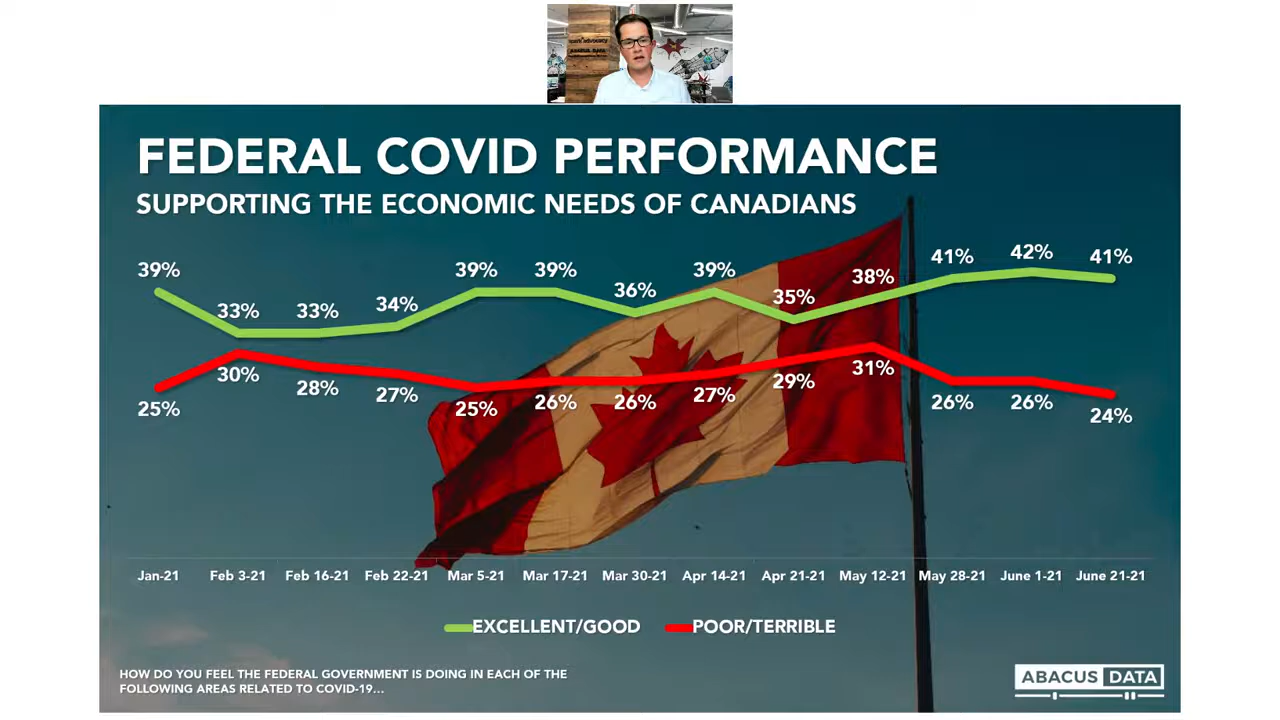 FEDERAL COVID PERFORMANCE
SUPPORTING THE ECONOMIC NEEDS OF CANADIANS
39% 33% 33% 34% 39% 39% 36% 39% 35% 38% 41% 42% 41%
25% 30% 28% 27% 25% 26% 26% 27% 29% 31% 26% 26% 24%
Jan-21 Feb 3-21 Feb 16-21 Feb 22-21 Mar 5-21 Mar 17-21 Mar 30-21 Apr 14-21 Apr 21-21 May 12-21 May 28-21 June 1-21 June 21-21
EXCELLENT/GOOD POOR/TERRIBLE
HOW DO YOU FEEL THE FEDERAL GOVERNMENT IS DOING IN EACH OF THE
FOLLOWING AREAS RELATED TO COVID-19...
ABACUS DATA